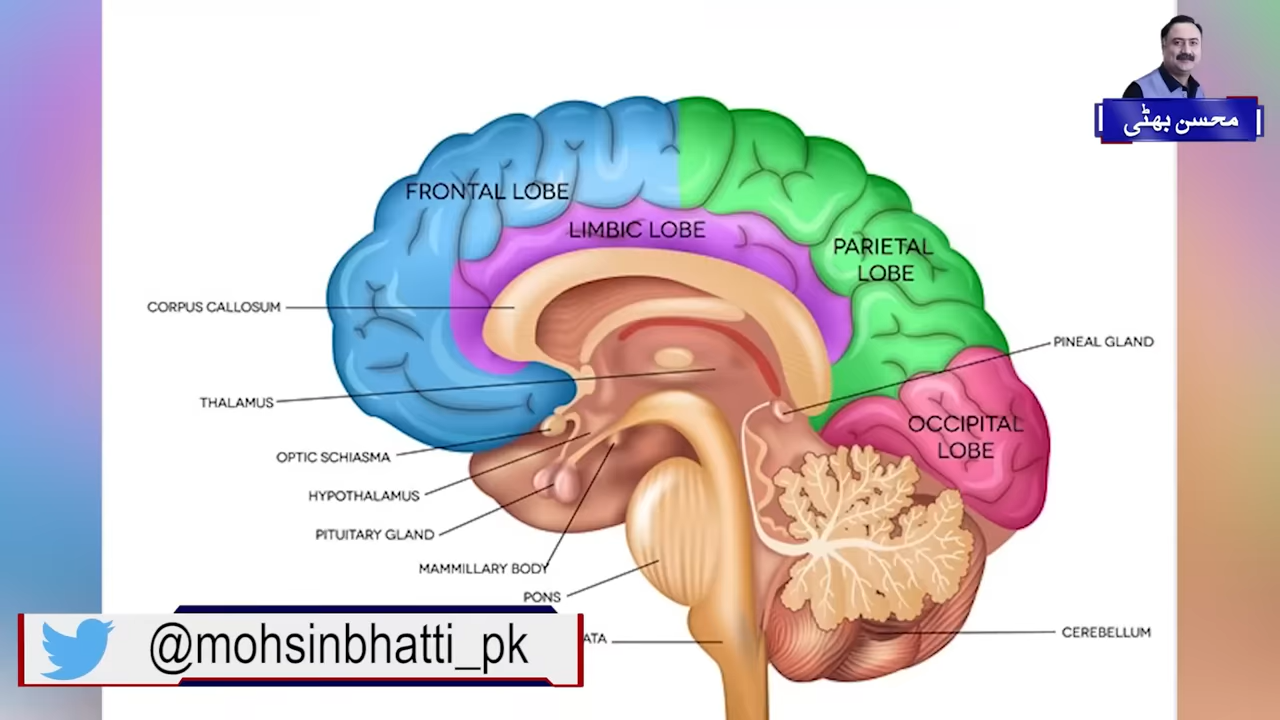 محسن بھٹی
FRONTAL LOBE
LIMBIC LOBE
PARIETAL
LOBE
CORPUS CALLOSUM
PINEAL GLAND
THALAMUS
OCCIPITAL
LOBE
OPTIC SCHIASMA
HYPOTHALAMUS
PITUITARY GLAND
MAMMILLARY BODY
PONS
ATA
CEREBELLUM
@mohsinbhatti_pk